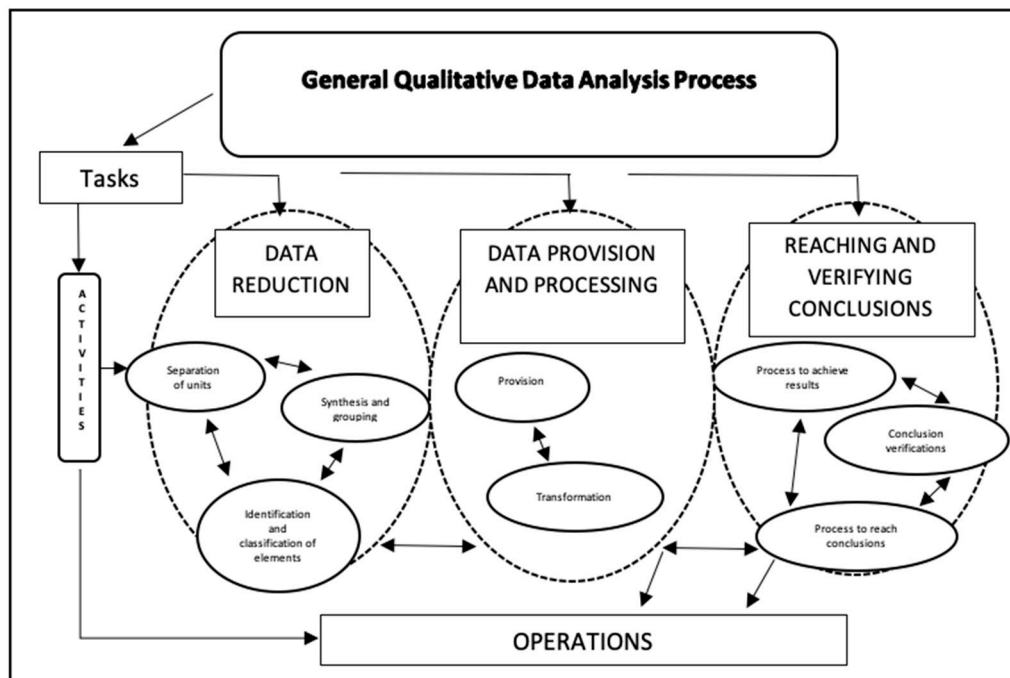 General Qualitative Data Analysis Process
Tasks
DATA
REDUCTION
DATA PROVISION
AND PROCESSING
REACHING AND
VERIFYING
CONCLUSIONS
ACTIVITIES
Separation
of units
Synthesis and
grouping
Identification
and
classification of
elements
Provision
Transformation
Process to achieve
results
Conclusion
verifications
Process to reach
conclusions
OPERATIONS